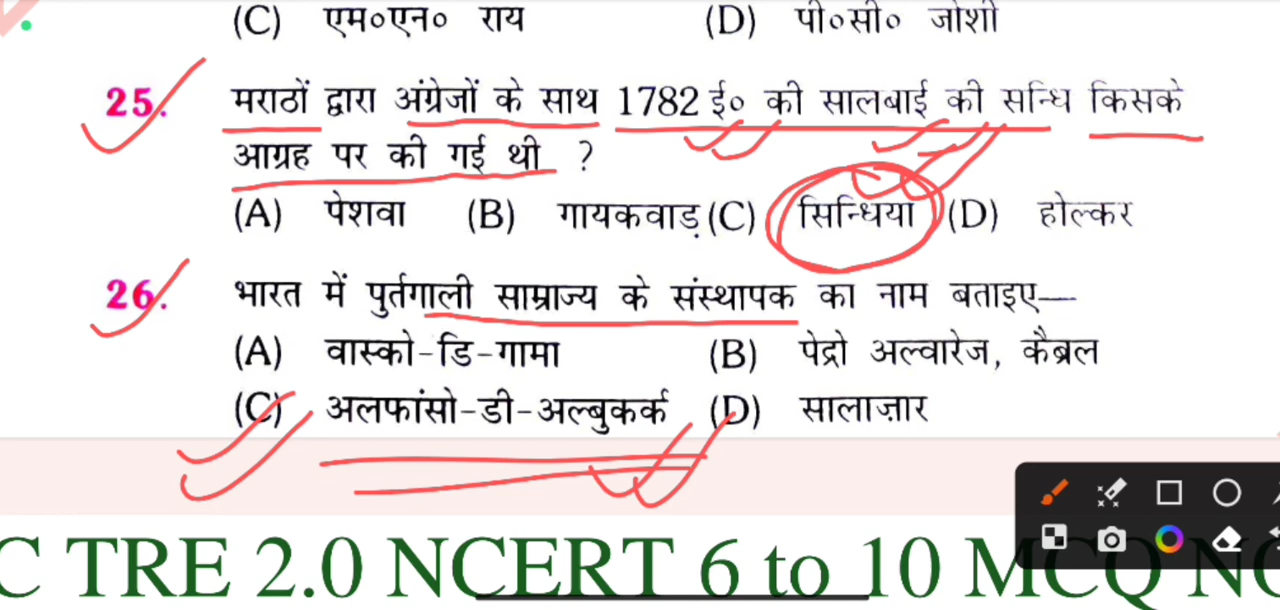 (C) एम०एन० राय (D) पी०सी० जोशी
25. मराठों द्वारा अंग्रेजों के साथ 1782 ई० की सालबाई की सन्धि किसके
आग्रह पर की गई थी ?
(A) पेशवा (B) गायकवाड़ (C) सिन्धिया (D) होल्कर
26. भारत में पुर्तगाली साम्राज्य के संस्थापक का नाम बताइए—
(A) वास्को-डि-गामा (B) पेद्रो अल्वारेज, कैब्रल
(C) अलफांसो-डी-अल्बुकर्क (D) सालाज़ार
C TRE 2.0 NCERT 6 to 10 MCQ NC